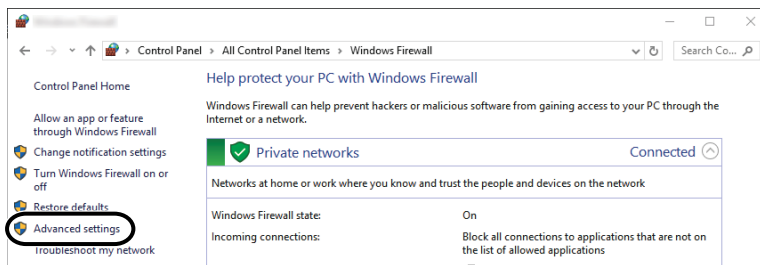 Control Panel > All Control Panel Items > Windows Firewall
Search Co...
Control Panel Home
Allow an app or feature
through Windows Firewall
Change notification settings
Turn Windows Firewall on or
off
Restore defaults
Advanced settings
Troubleshoot my network
Help protect your PC with Windows Firewall
Windows Firewall can help prevent hackers or malicious software from gaining access to your PC through the
Internet or a network.
Private networks
Connected
Networks at home or work where you know and trust the people and devices on the network
Windows Firewall state:
On
Incoming connections:
Block all connections to applications that are not on
the list of allowed applications